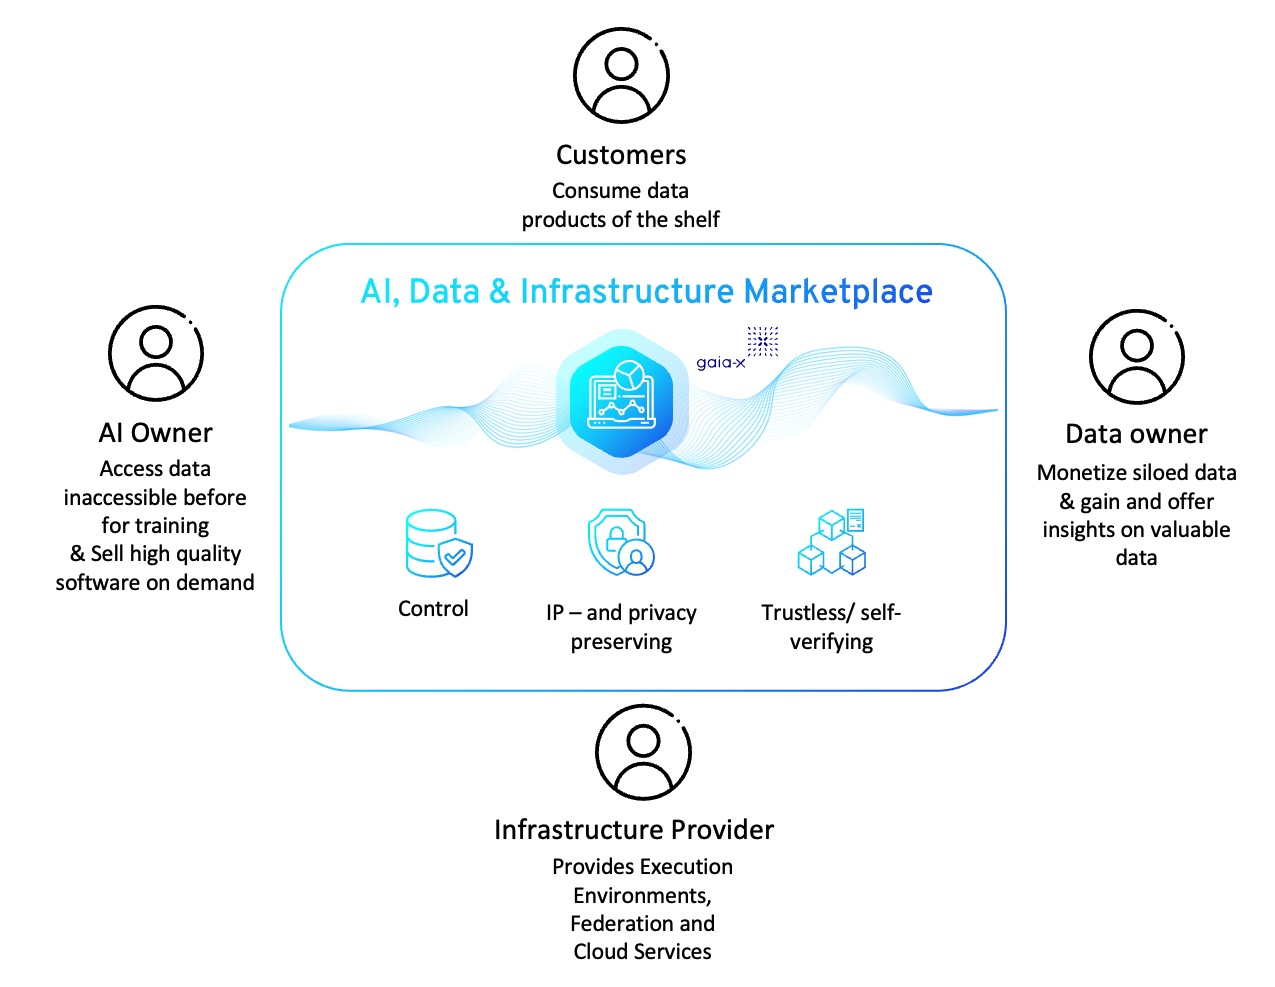 Customers
Consume data
products of the shelf
AI, Data & Infrastructure Marketplace
gaia-x
AI Owner
Access data
inaccessible before
for training
& Sell high quality
software on demand
Data owner
Monetize siloed data
& gain and offer
insights on valuable
data
Control
IP – and privacy
preserving
Trustless/ self-
verifying
Infrastructure Provider
Provides Execution
Environments,
Federation and
Cloud Services